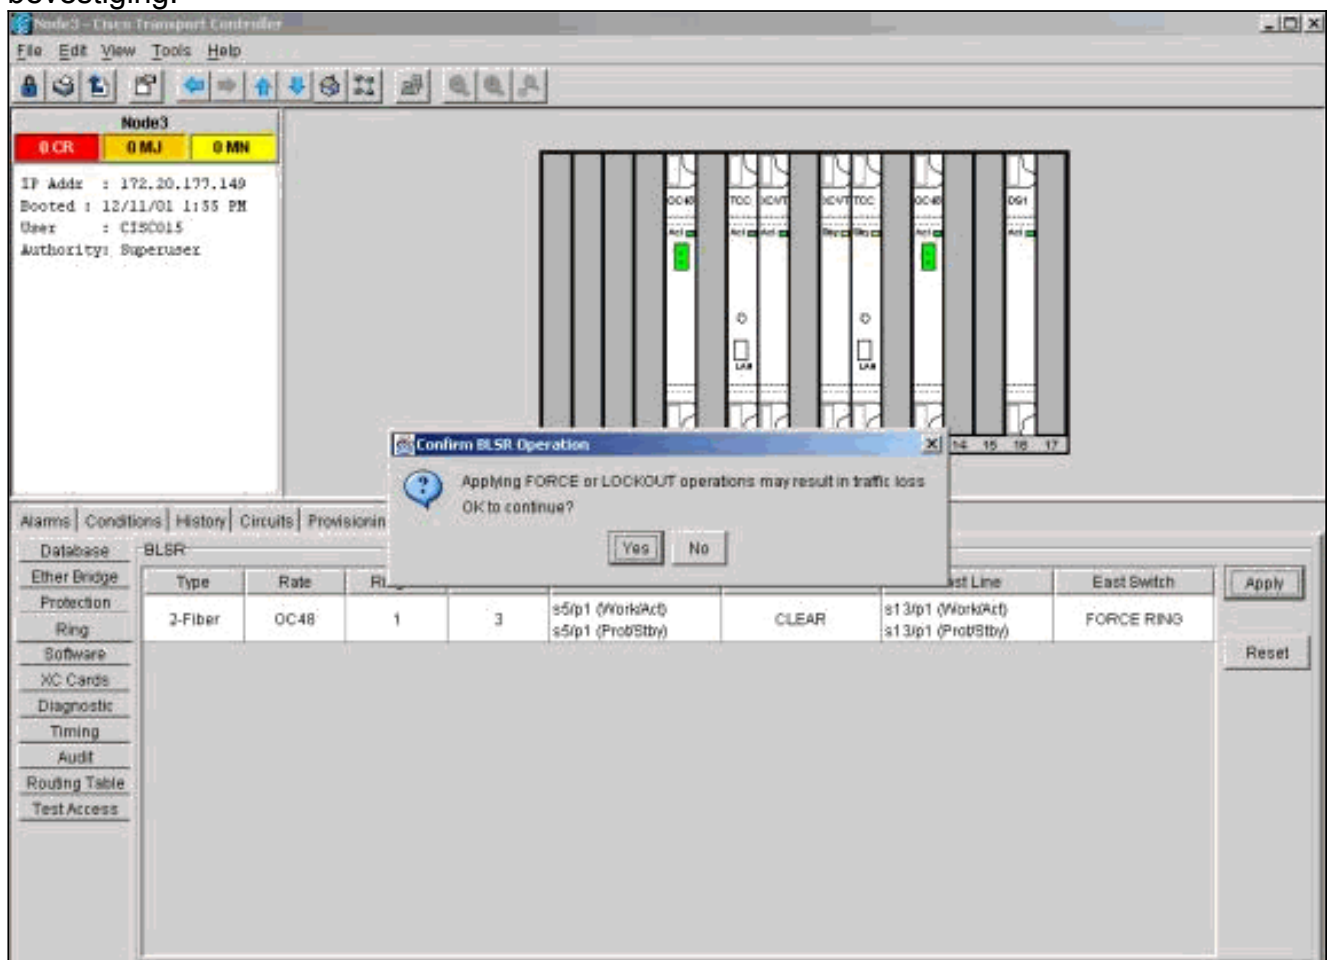 bevestiging.
Node3 - Cisco Transport Controller
File Edit View Tools Help
Node3
0 CR 0 MJ 0 MN
IP Addr : 172.20.177.149
Booted : 12/11/01 1:55 PM
User : CISCO15
Authority: Superuser
OC48 TCC XCVT XCVT TCC OC48 DS1
Act Act Act Sby Sby Act Act
LAN LAN
14 15 16 17
Confirm BLSR Operation
Applying FORCE or LOCKOUT operations may result in traffic loss
OK to continue?
Yes No
Alarms Conditions History Circuits Provisionin
Database
Ether Bridge
Protection
Ring
Software
XC Cards
Diagnostic
Timing
Audit
Routing Table
Test Access
BLSR
Type Rate East Switch
2-Fiber OC48 1 3 s5/p1 (Work/Act) CLEAR s13/p1 (Work/Act) FORCE RING
s5/p1 (Prot/Stby) s13/p1 (Prot/Stby)
Apply
Reset